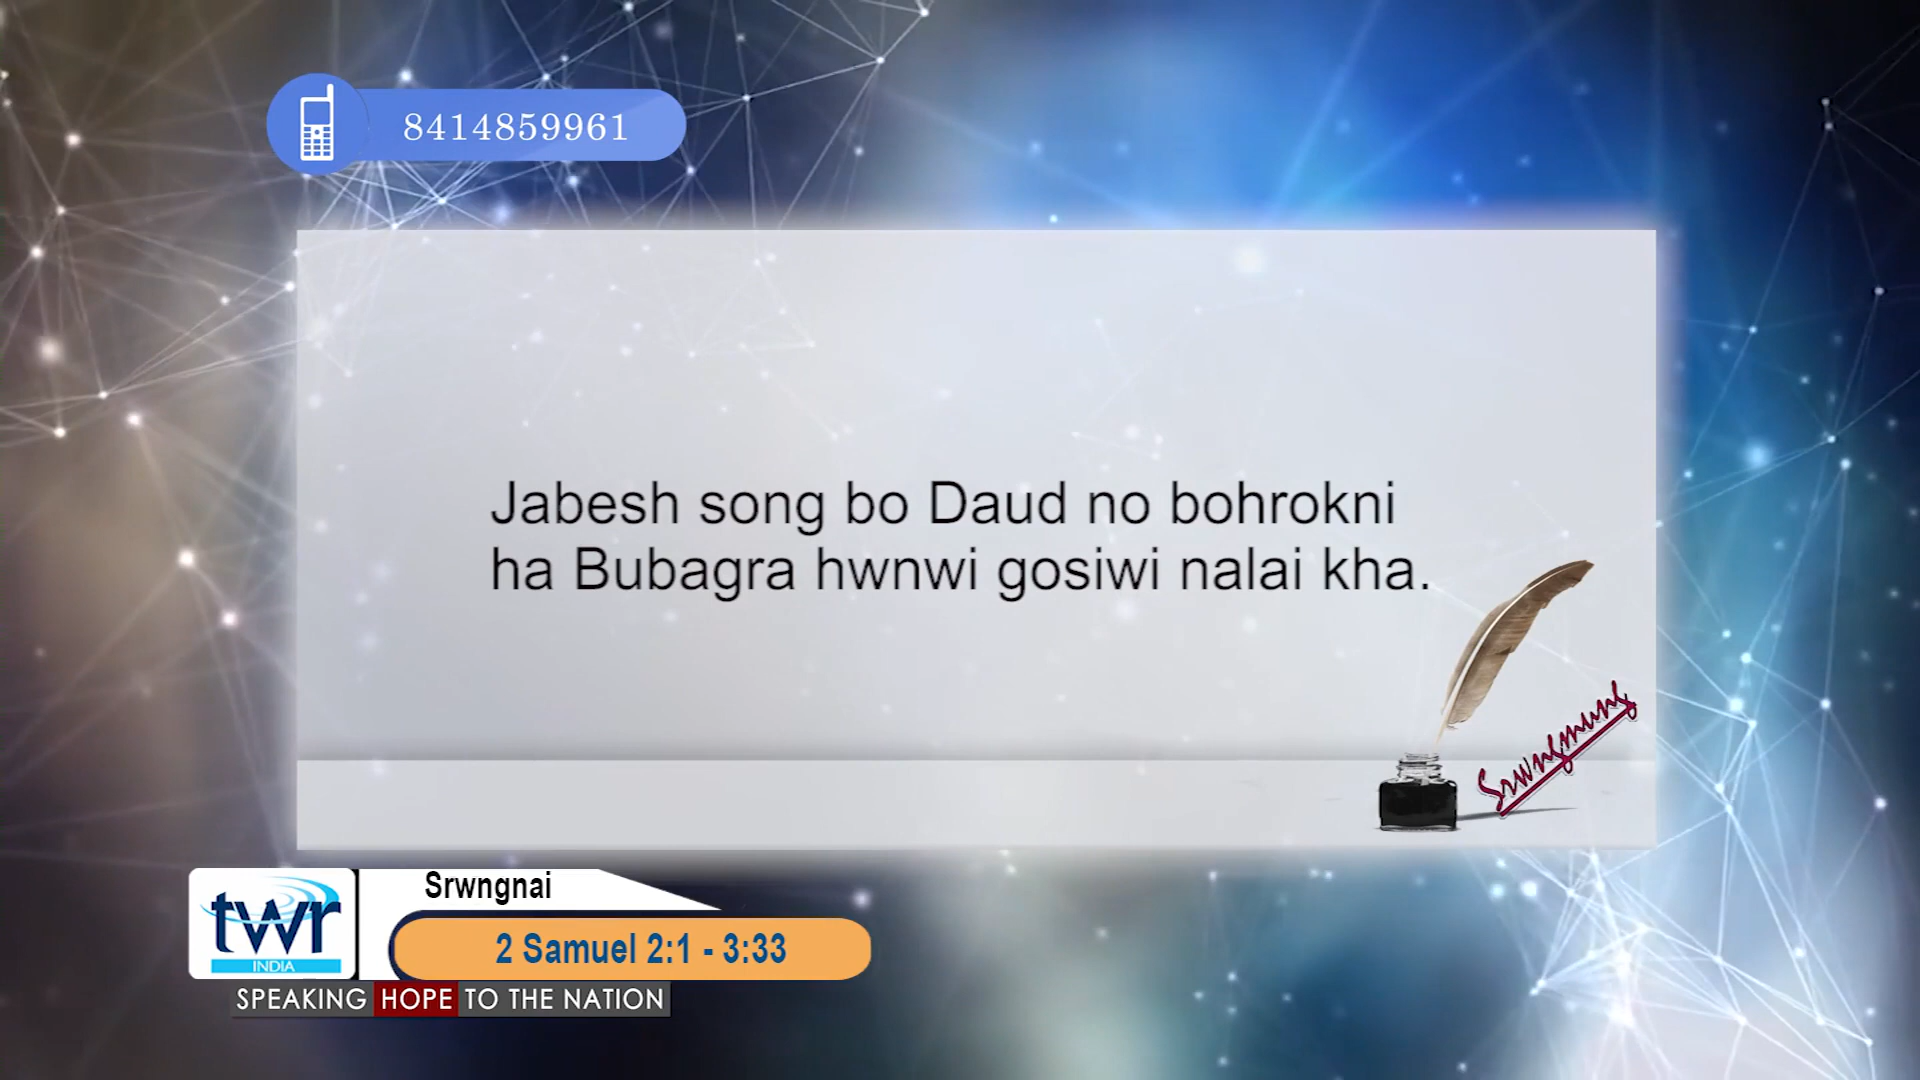 8414859961
Jabesh song bo Daud no bohrokni
ha Bubagra hwnwi gosiwi nalai kha.
Srwngmung
Srwngnai
twr
INDIA
2 Samuel 2:1 - 3:33
SPEAKING HOPE TO THE NATION